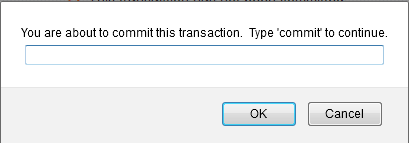 You are about to commit this transaction. Type 'commit' to continue.
OK
Cancel